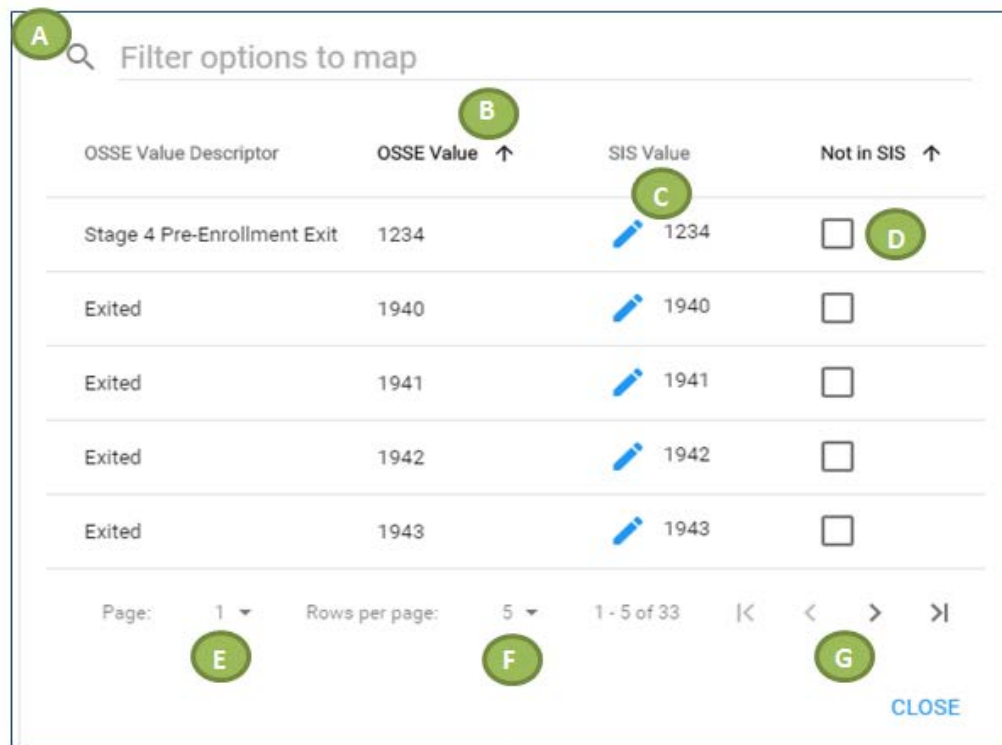 A
Filter options to map
B
OSSE Value Descriptor OSSE Value SIS Value Not in SIS
C
Stage 4 Pre-Enrollment Exit 1234 1234 D
Exited 1940 1940
Exited 1941 1941
Exited 1942 1942
Exited 1943 1943
Page: 1 Rows per page: 5 1 - 5 of 33
E F G
CLOSE